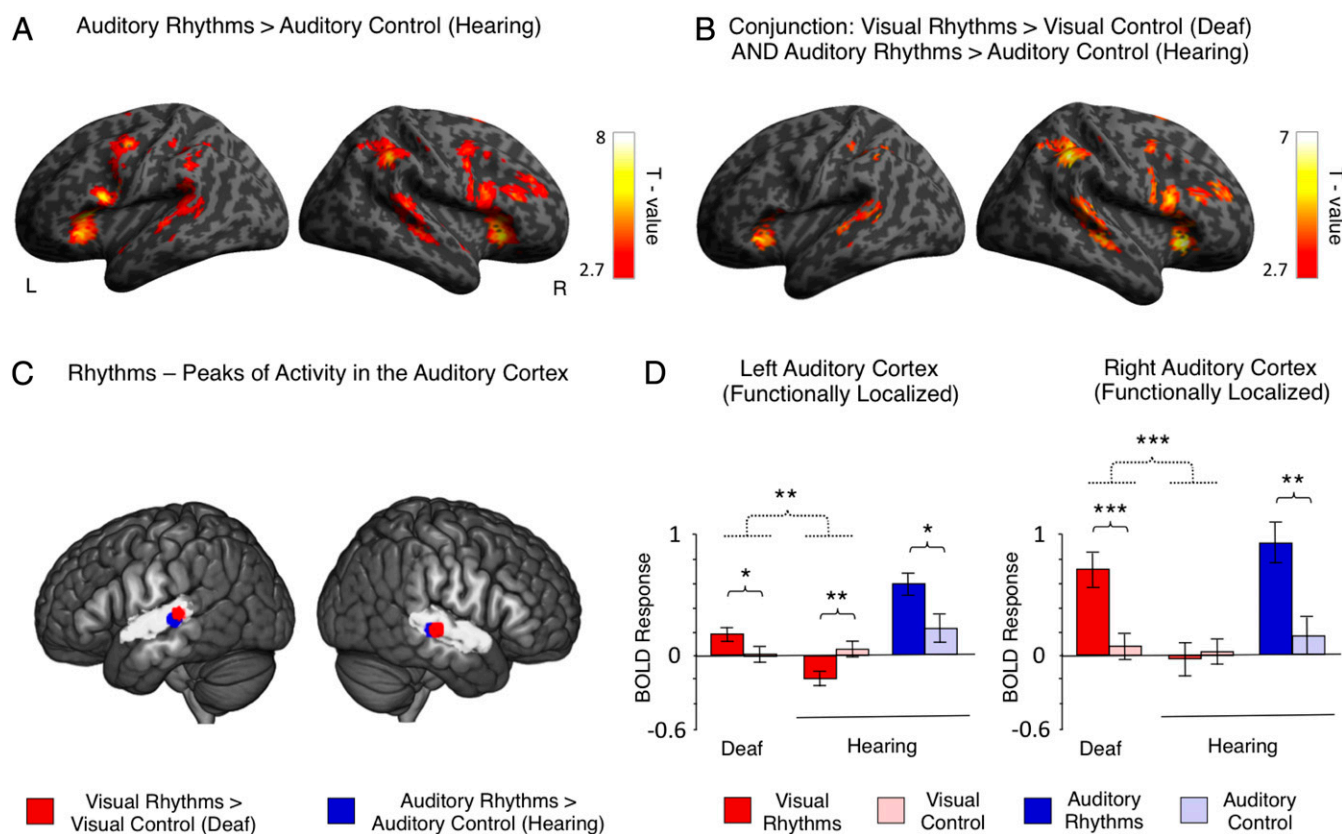 A
Auditory Rhythms > Auditory Control (Hearing)
B
Conjunction: Visual Rhythms > Visual Control (Deaf)
AND Auditory Rhythms > Auditory Control (Hearing)
8
T - value
2.7
L
R
7
T - value
2.7
C
Rhythms – Peaks of Activity in the Auditory Cortex
D
Left Auditory Cortex
(Functionally Localized)
Right Auditory Cortex
(Functionally Localized)
**
*
**
*
***
***
**
1
0
-0.6
BOLD Response
Deaf
Hearing
1
0
-0.6
BOLD Response
Deaf
Hearing
Visual Rhythms >
Visual Control (Deaf)
Auditory Rhythms >
Auditory Control (Hearing)
Visual
Rhythms
Visual
Control
Auditory
Rhythms
Auditory
Control